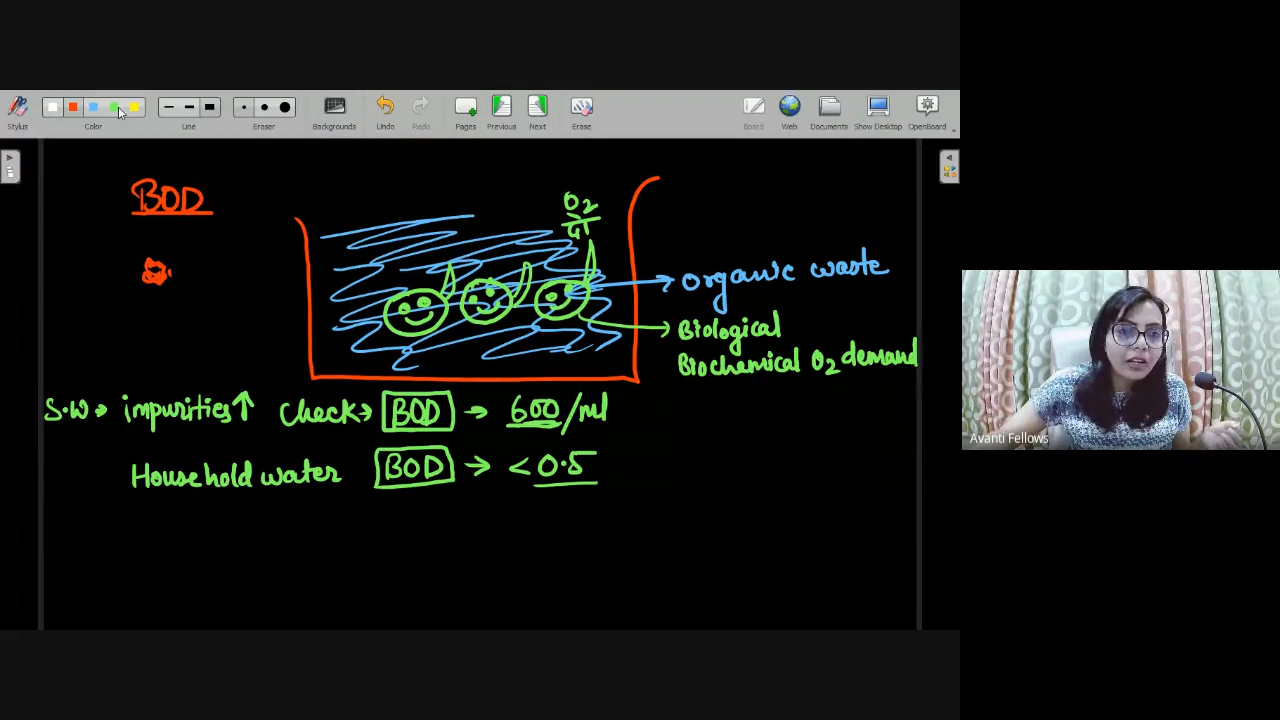 Stylus
Color
Line
Eraser
Backgrounds
Undo
Redo
Pages
Previous
Next
Erase
Board
Web
Documents
Show Desktop
OpenBoard
BOD
O2
organic waste
Biological
Biochemical O2 demand
S.W → impurities ↑ check → BOD → 600/ml
Household water BOD → < 0.5
Avanti Fellows